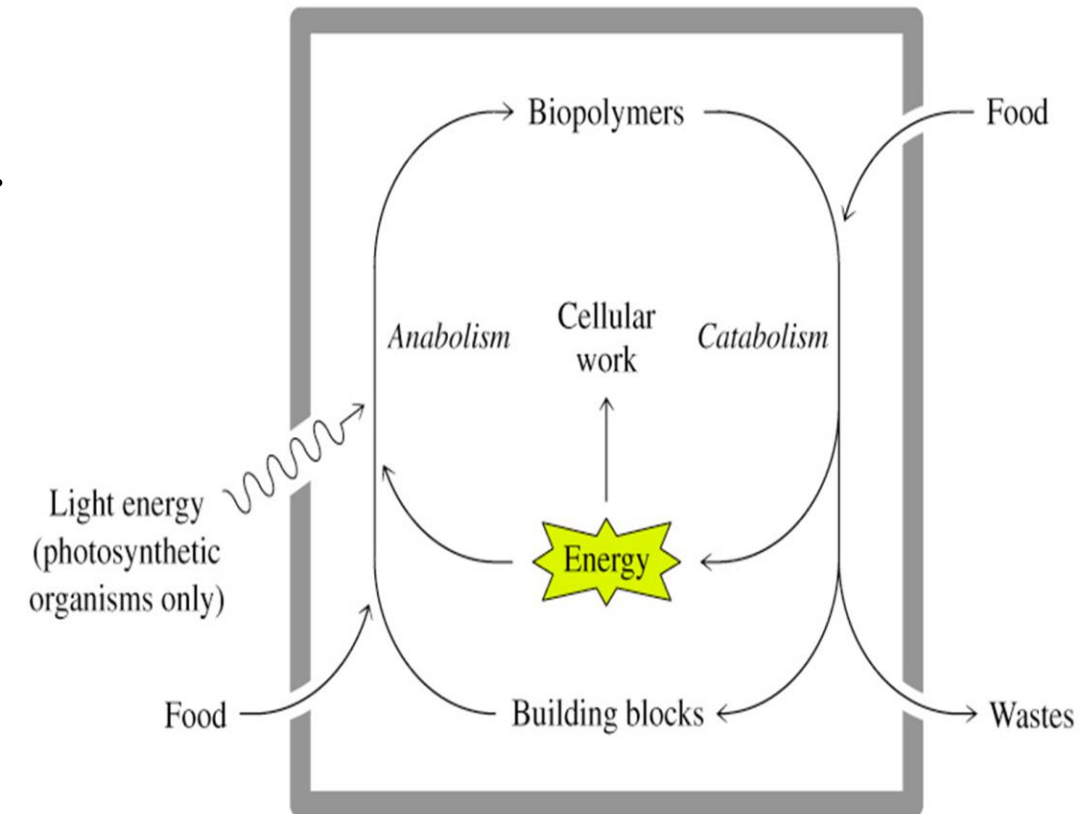 Biopolymers
Food
Anabolism
Cellular
work
Catabolism
Light energy
(photosynthetic
organisms only)
Energy
Food
Building blocks
Wastes